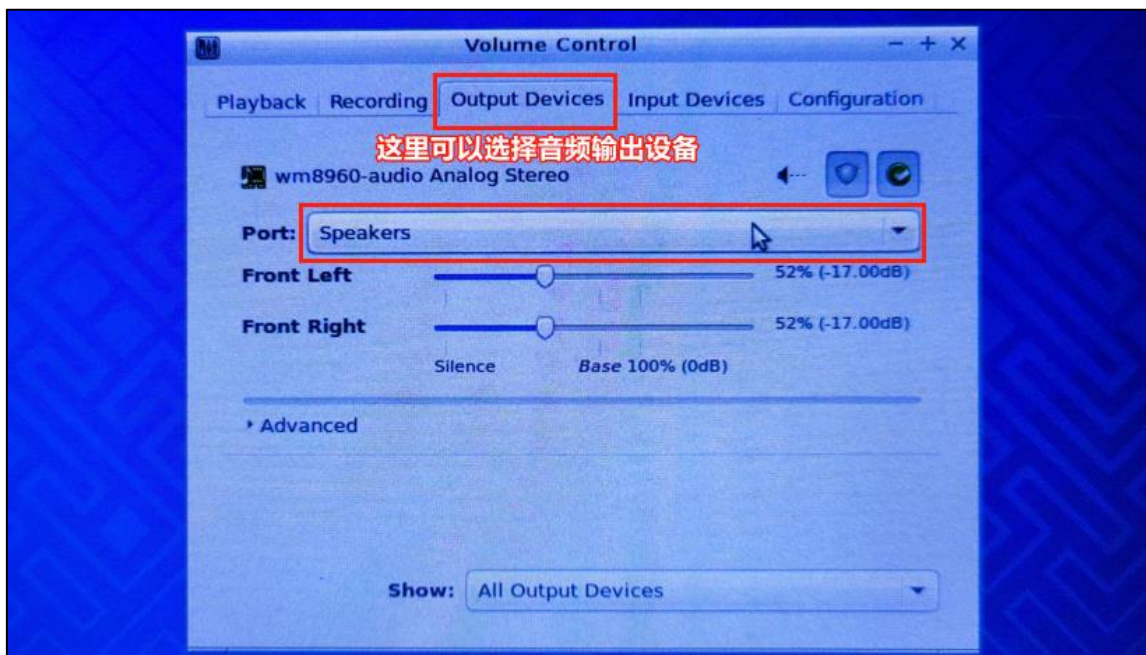 Volume Control
Playback Recording Output Devices Input Devices Configuration
这里可以选择音频输出设备
wm8960-audio Analog Stereo
Port: Speakers
Front Left 52% (-17.00dB)
Front Right 52% (-17.00dB)
Silence Base 100% (0dB)
Advanced
Show: All Output Devices